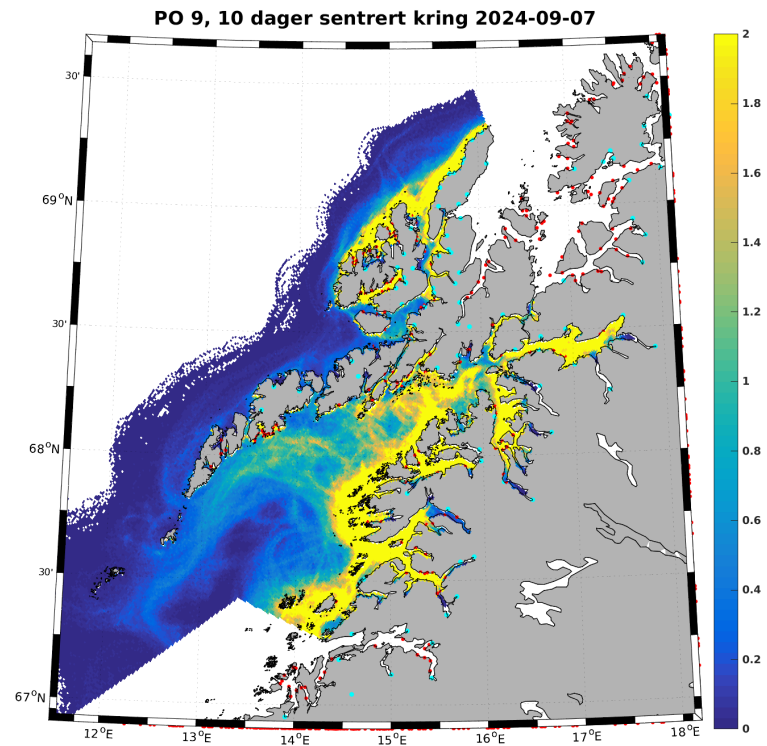 PO 9, 10 dager sentrert kring 2024-09-07
30'
69°N
30'
68°N
30'
67°N
12°E
13°E
14°E
15°E
16°E
17°E
18°E
2
1.8
1.6
1.4
1.2
1
0.8
0.6
0.4
0.2
0